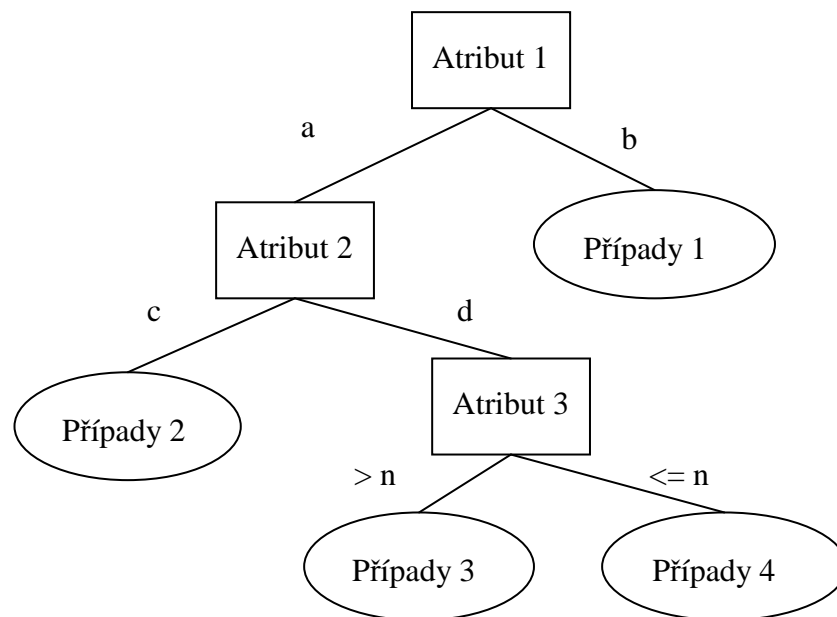 Atribut 1
a
b
Atribut 2
Případy 1
c
d
Atribut 3
Případy 2
> n
<= n
Případy 3
Případy 4